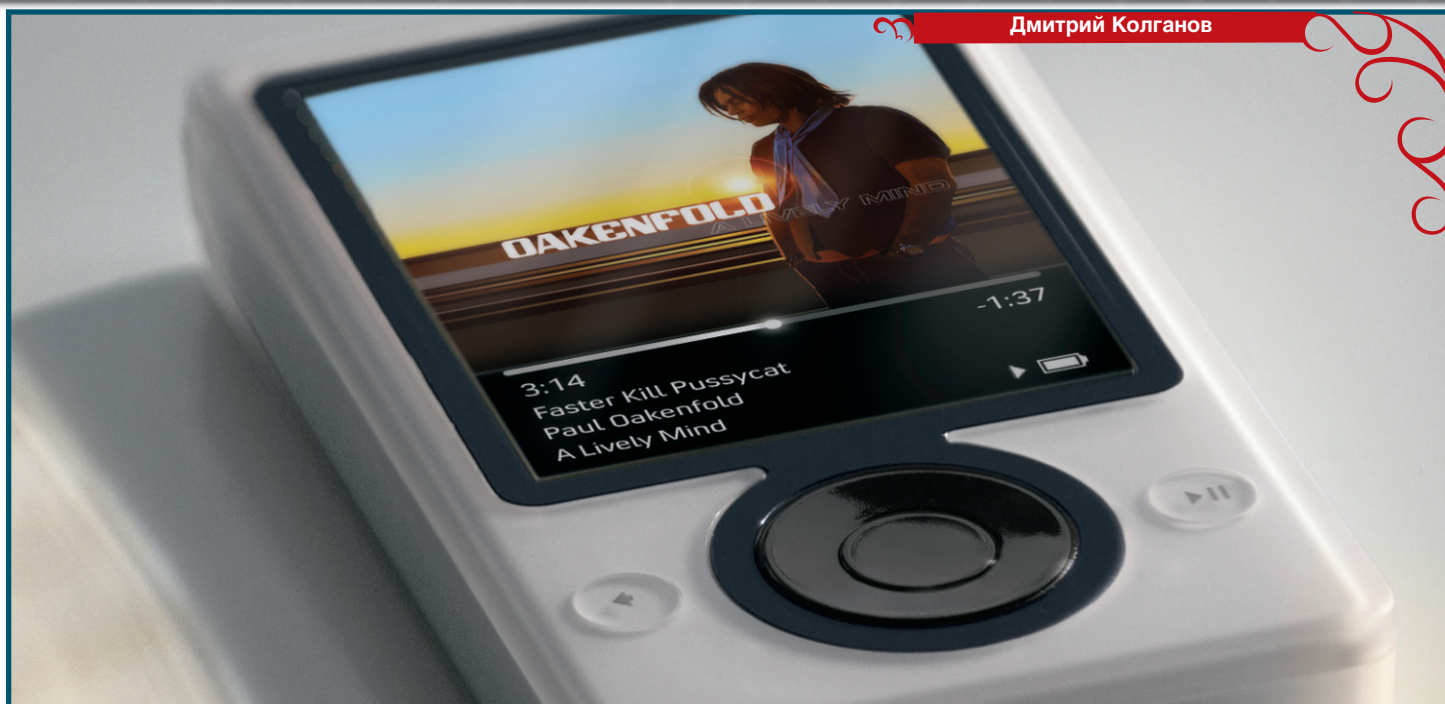 Дмитрий Колганов
OAKENFOLD
A LIVELY MIND
3:14
-1:37
Faster Kill Pussycat
Paul Oakenfold
A Lively Mind